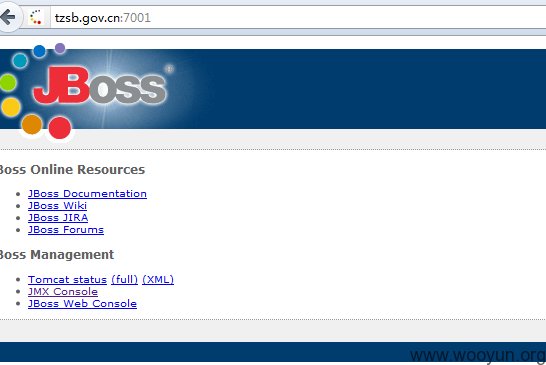 tzsb.gov.cn:7001
JBoss®
Boss Online Resources
JBoss Documentation
JBoss Wiki
JBoss JIRA
JBoss Forums
Boss Management
Tomcat status (full) (XML)
JMX Console
JBoss Web Console
www.wooyun.org